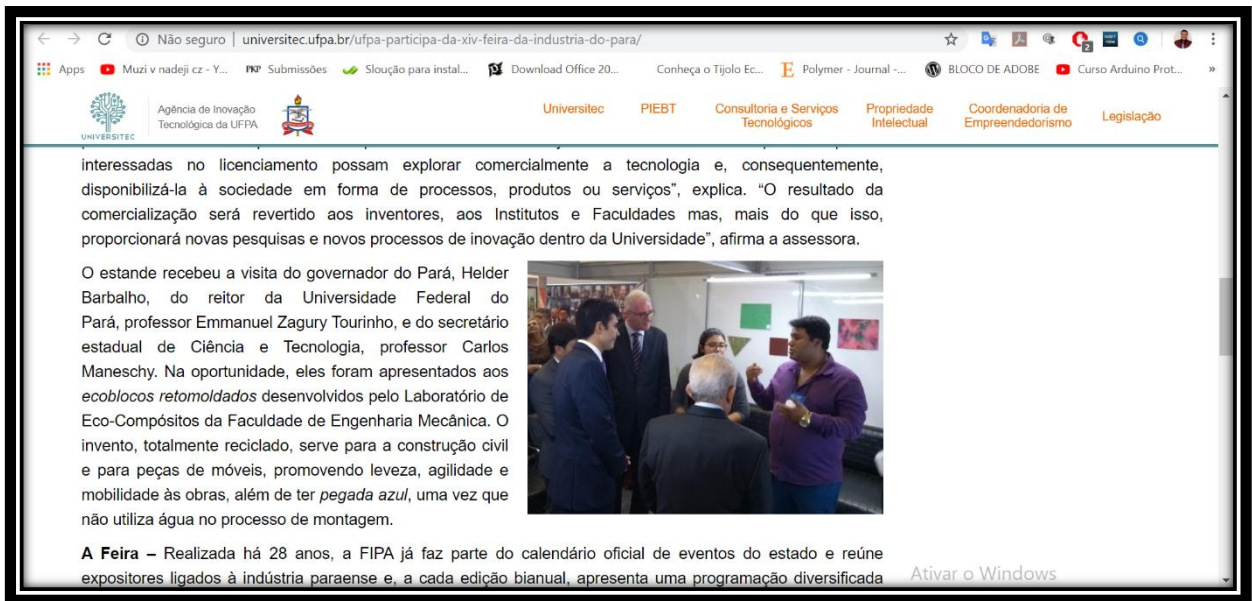 Não seguro | universitec.ufpa.br/ufpa-participa-da-xiv-feira-da-industria-do-para/
Apps Muzi v nadeji cz - Y... PKP Submissões Sloução para instal... Download Office 20... Conheça o Tijolo Ec... Polymer - Journal -... BLOCO DE ADOBE Curso Arduino Prot... »
UNIVERSITEC
Agência de Inovação
Tecnológica da UFPA
Universitec PIEBT Consultoria e Serviços Tecnológicos Propriedade Intelectual Coordenadoria de Empreendedorismo Legislação
interessadas no licenciamento possam explorar comercialmente a tecnologia e, consequentemente,
disponibilizá-la à sociedade em forma de processos, produtos ou serviços”, explica. “O resultado da
comercialização será revertido aos inventores, aos Institutos e Faculdades mas, mais do que isso,
proporcionará novas pesquisas e novos processos de inovação dentro da Universidade”, afirma a assessora.
O estande recebeu a visita do governador do Pará, Helder
Barbalho, do reitor da Universidade Federal do
Pará, professor Emmanuel Zagury Tourinho, e do secretário
estadual de Ciência e Tecnologia, professor Carlos
Maneschy. Na oportunidade, eles foram apresentados aos
ecoblocos retomoldados desenvolvidos pelo Laboratório de
Eco-Compósitos da Faculdade de Engenharia Mecânica. O
invento, totalmente reciclado, serve para a construção civil
e para peças de móveis, promovendo leveza, agilidade e
mobilidade às obras, além de ter pegada azul, uma vez que
não utiliza água no processo de montagem.
A Feira – Realizada há 28 anos, a FIPA já faz parte do calendário oficial de eventos do estado e reúne
expositores ligados à indústria paraense e, a cada edição bianual, apresenta uma programação diversificada
Ativar o Windows